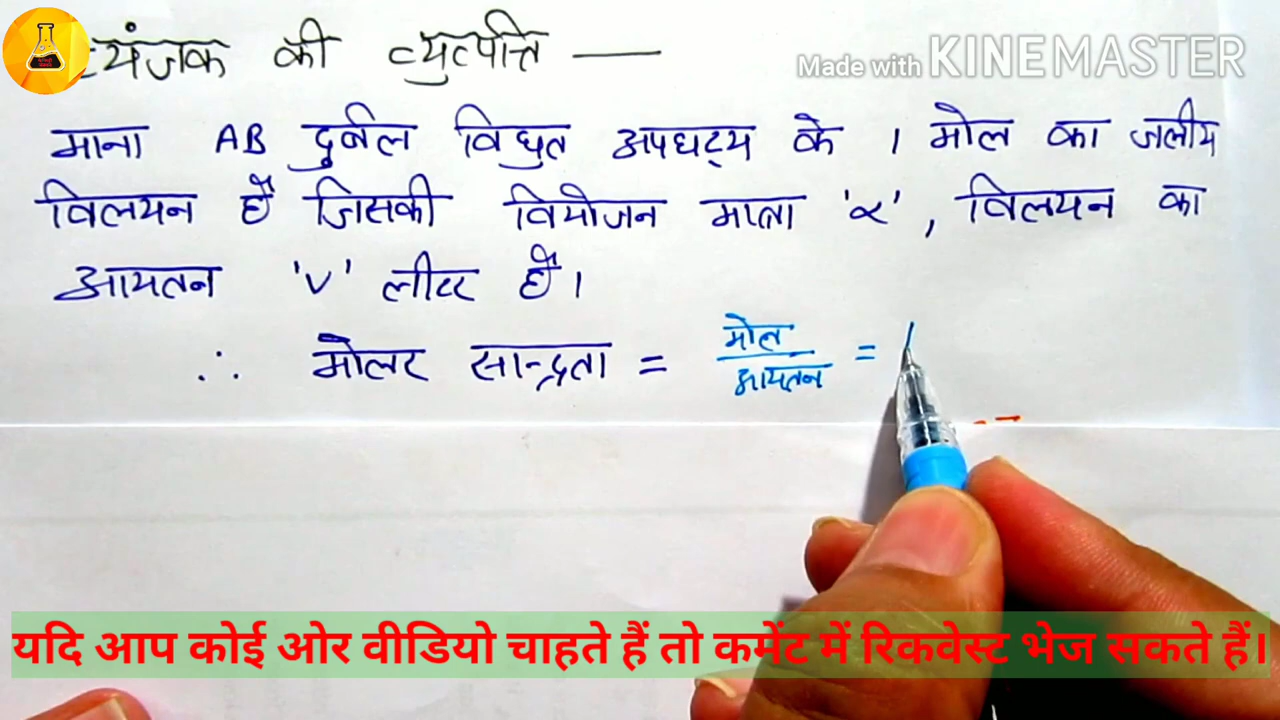 व्यंजक की व्युत्पत्ति —
Made with KINEMASTER
माना AB दुर्बल विधुत अपघट्य के 1 मोल का जलीय
विलयन है जिसकी वियोजन मात्रा 'α', विलयन का
आयतन 'V' लीटर है।
∴ मोलर सान्द्रता = मोल / आयतन = 1
यदि आप कोई ओर वीडियो चाहते हैं तो कमेंट में रिकवेस्ट भेज सकते हैं।